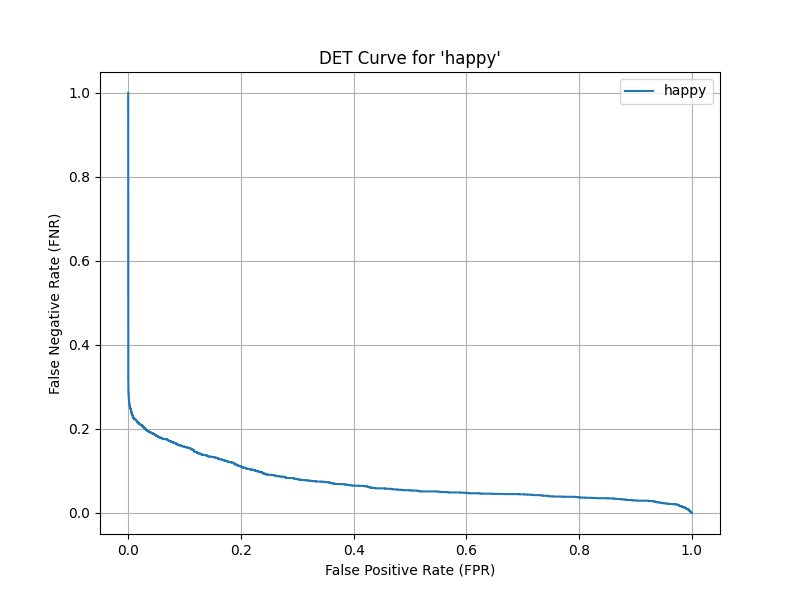 DET Curve for 'happy'
happy
False Negative Rate (FNR)
1.0
0.8
0.6
0.4
0.2
0.0
0.0 0.2 0.4 0.6 0.8 1.0
False Positive Rate (FPR)